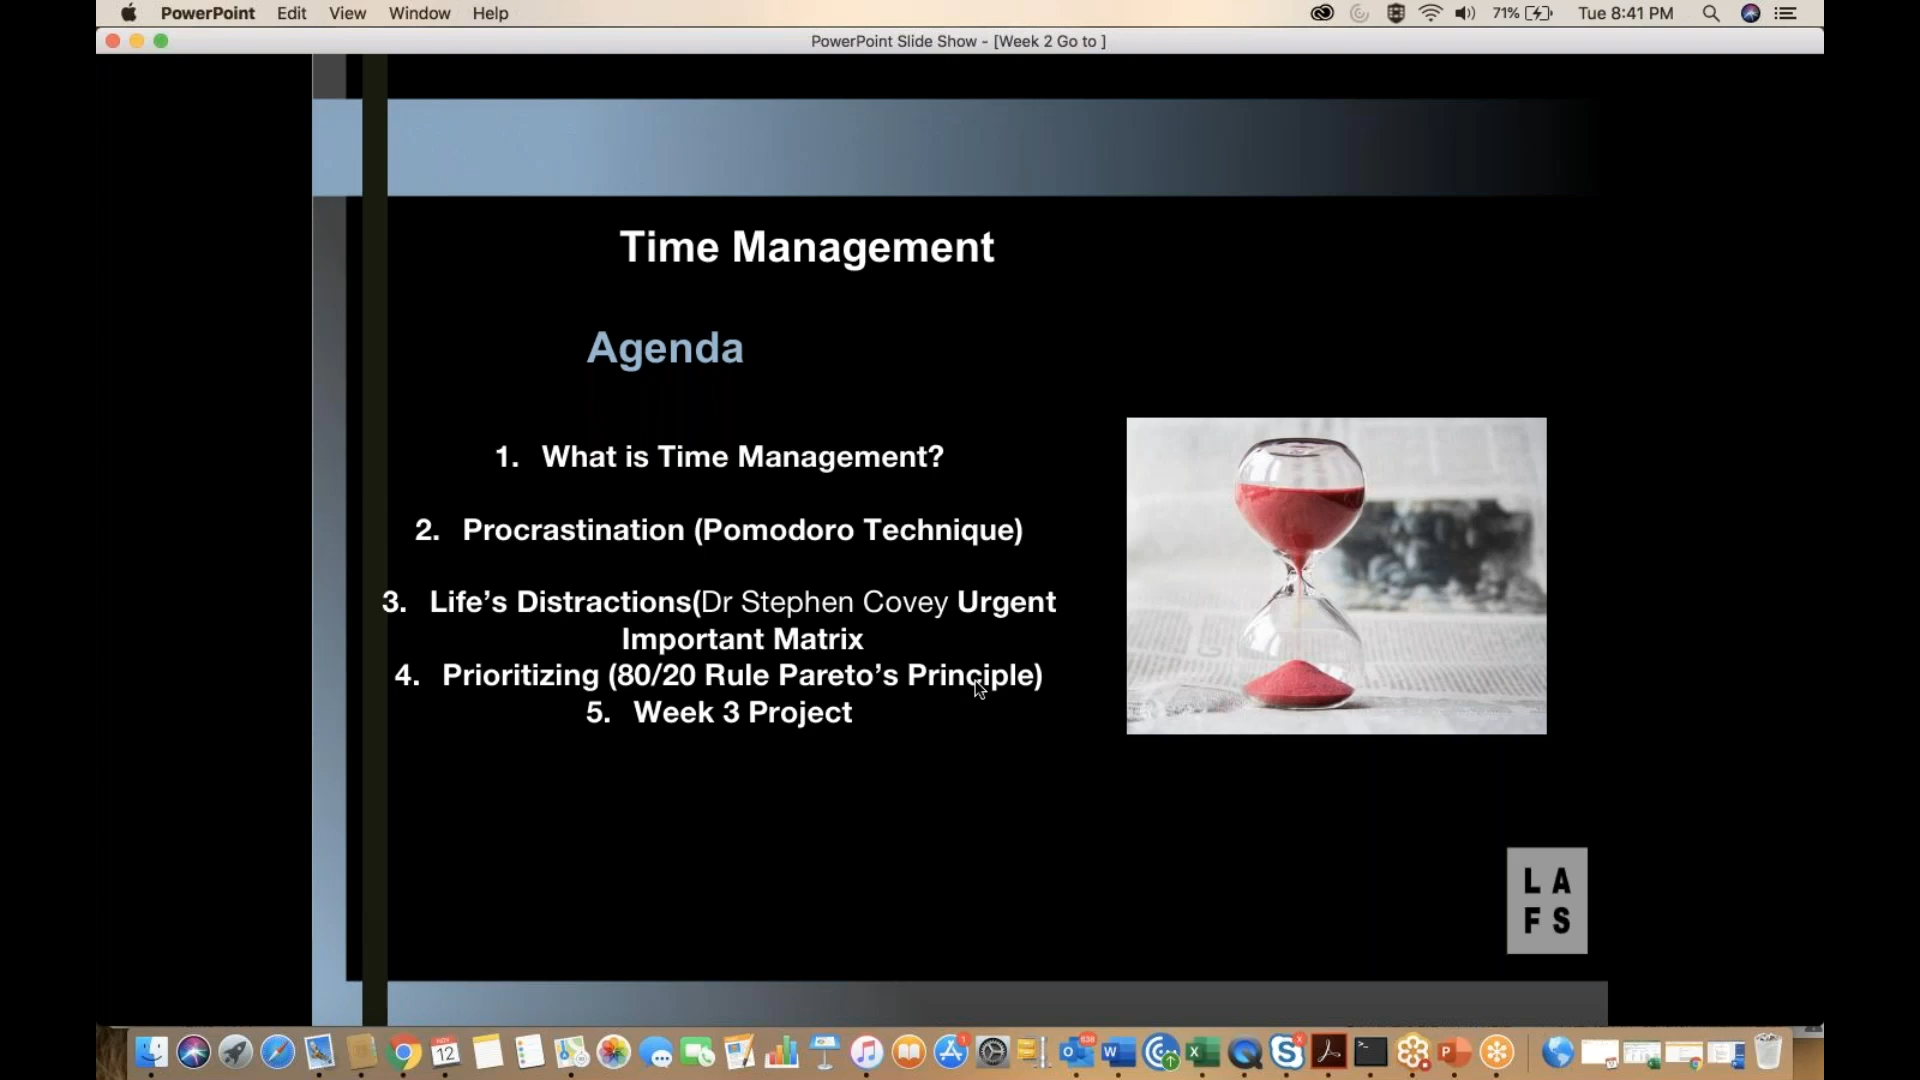 PowerPoint Edit View Window Help 71% Tue 8:41 PM
PowerPoint Slide Show - [Week 2 Go to ]
Time Management
Agenda
1. What is Time Management?
2. Procrastination (Pomodoro Technique)
3. Life’s Distractions(Dr Stephen Covey Urgent
Important Matrix
4. Prioritizing (80/20 Rule Pareto’s Principle)
5. Week 3 Project
L A
F S
NOV
12